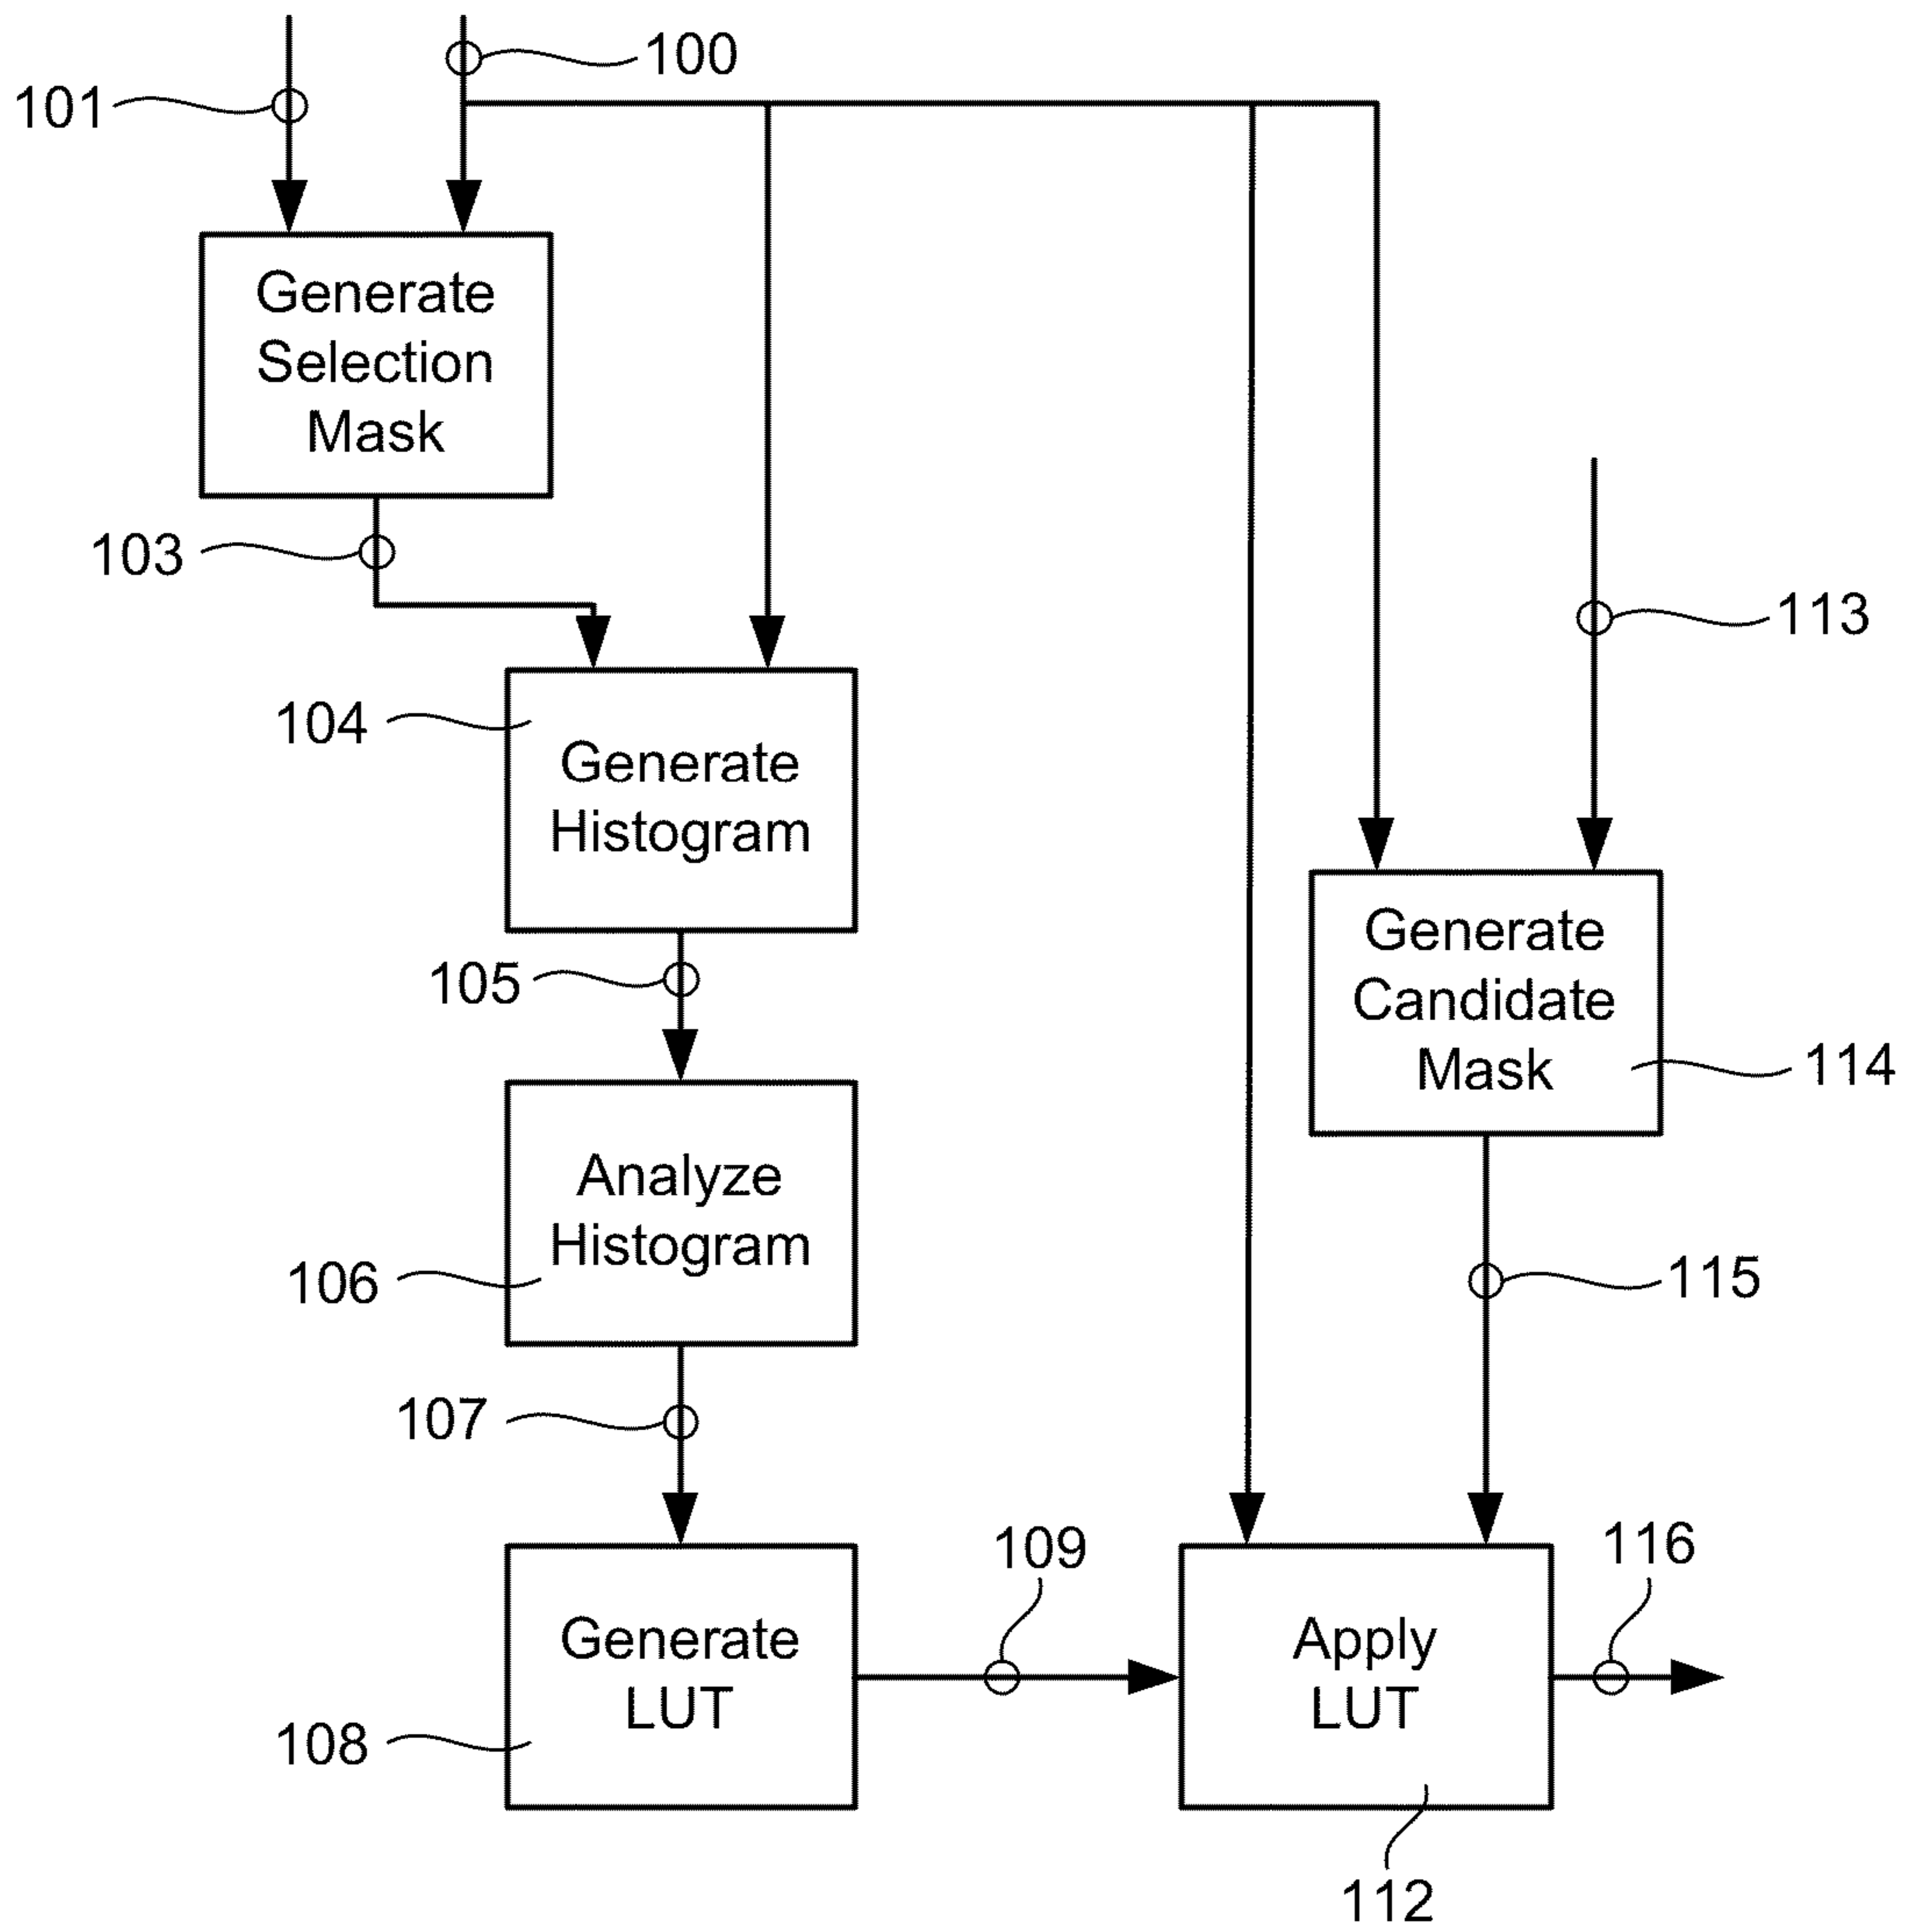 100
101
Generate
Selection
Mask
103
113
104
Generate
Histogram
Generate
Candidate
Mask
105
114
Analyze
Histogram
106
115
107
109
116
Generate
LUT
Apply
LUT
108
112